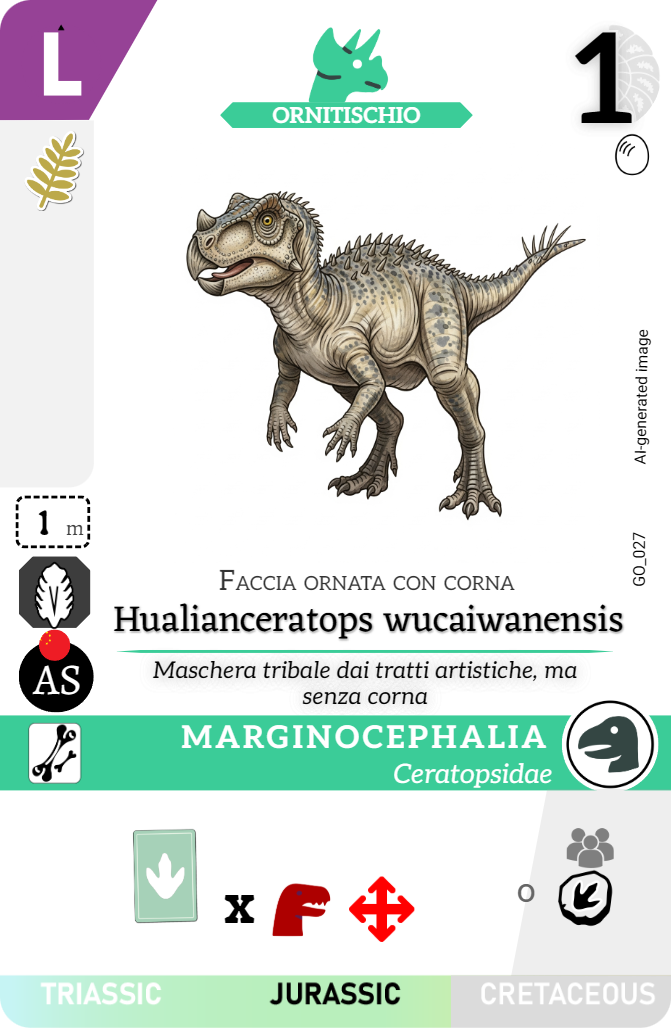 L
ORNITISCHIO
1
AI-generated image
GO_027
1 m
AS
FACCIA ORNATA CON CORNA
Hualianceratops wucaiwanensis
Maschera tribale dai tratti artistiche, ma
senza corna
MARGINOCEPHALIA
Ceratopsidae
x
O
TRIASSIC JURASSIC CRETACEOUS